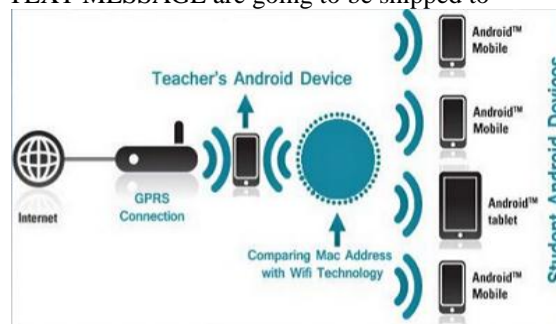 TEXT MESSAGE are going to be shipped to
Android™
Mobile
Teacher's Android Device
Android™
Mobile
Internet
GPRS
Connection
Android™
tablet
Comparing Mac Address
with Wifi Technology
Android™
Mobile
Student Android Devices